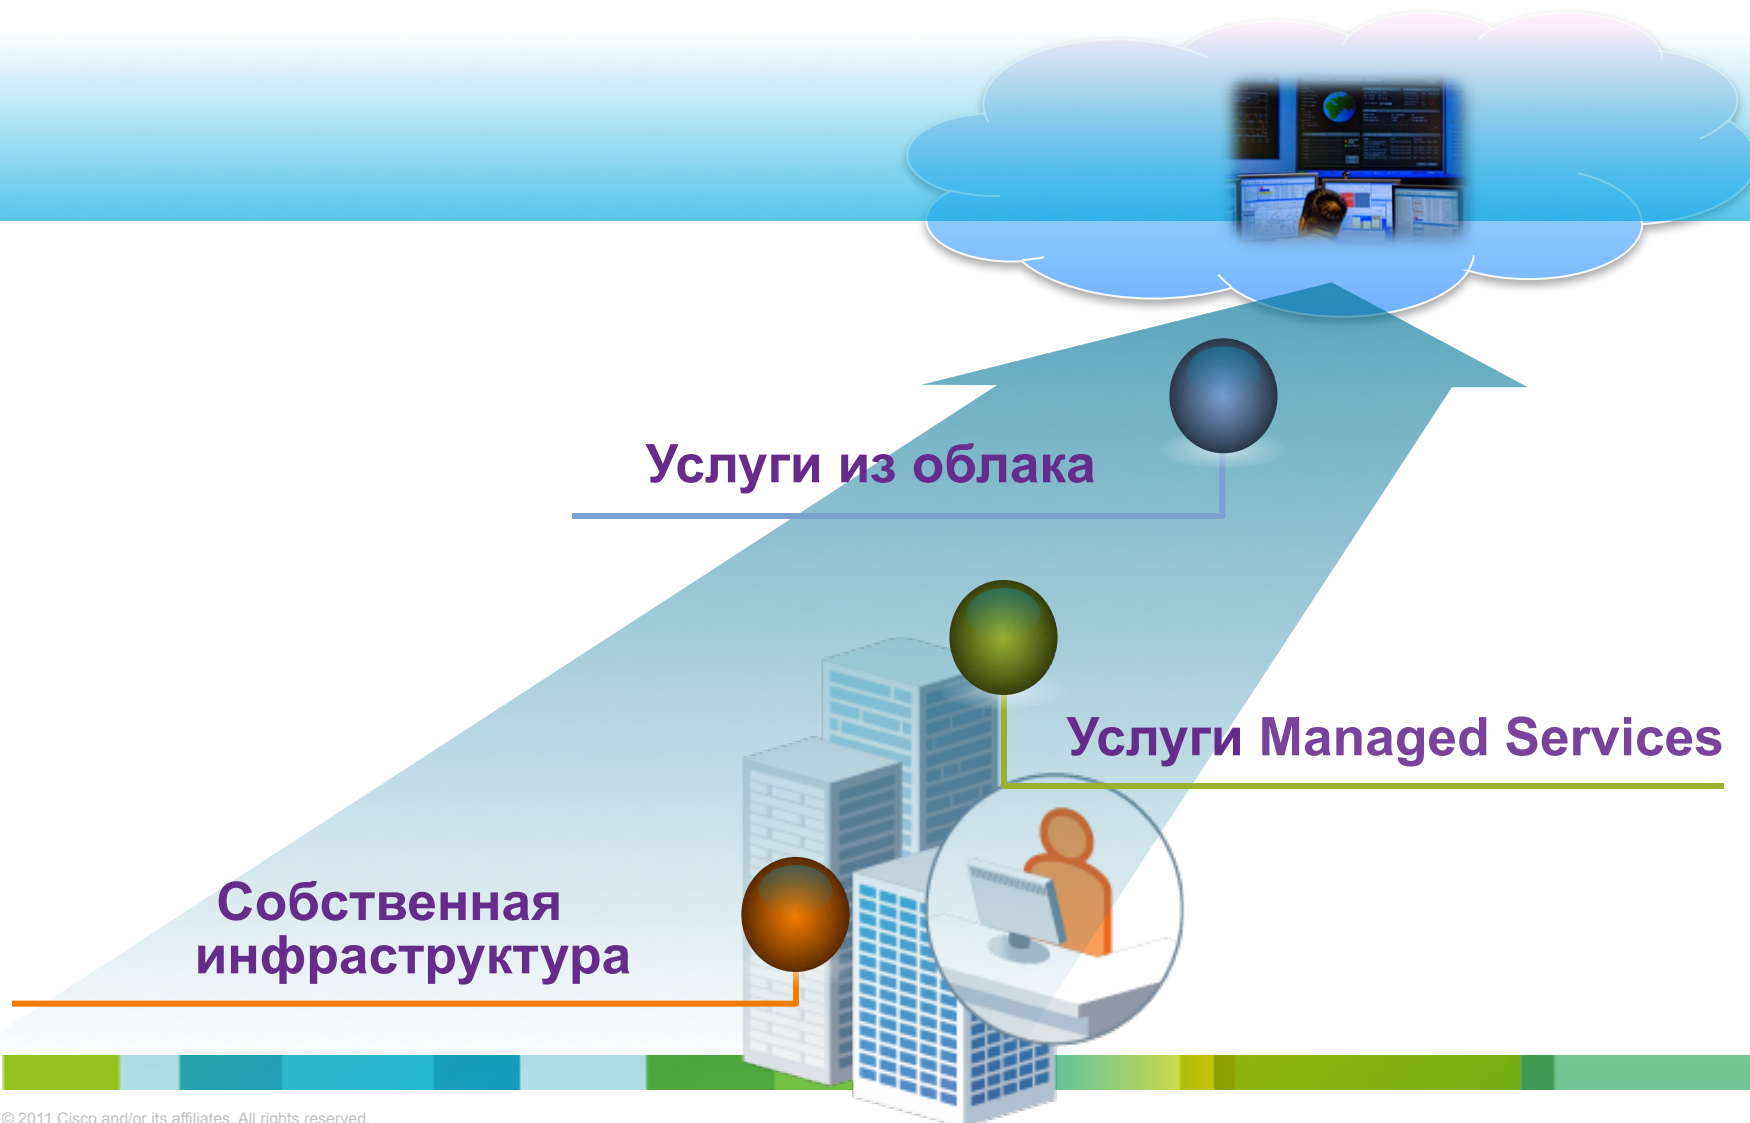 Услуги из облака
Услуги Managed Services
Собственная
инфраструктура
© 2011 Cisco and/or its affiliates. All rights reserved.